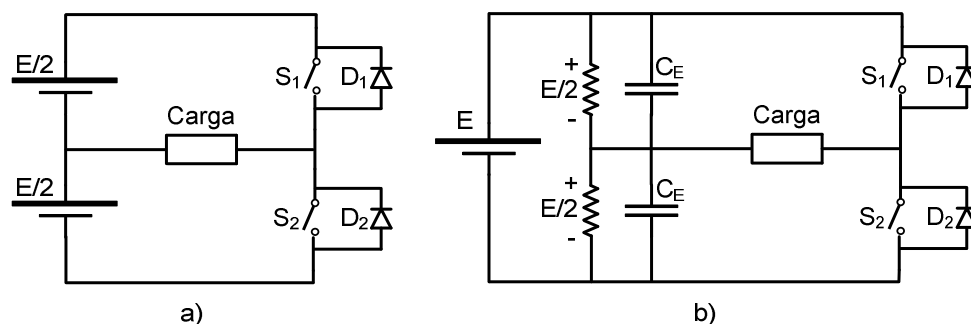 E/2
S1
D1
Carga
E/2
S2
D2
a)
E
+
E/2
-
CE
S1
D1
Carga
+
E/2
-
CE
S2
D2
b)